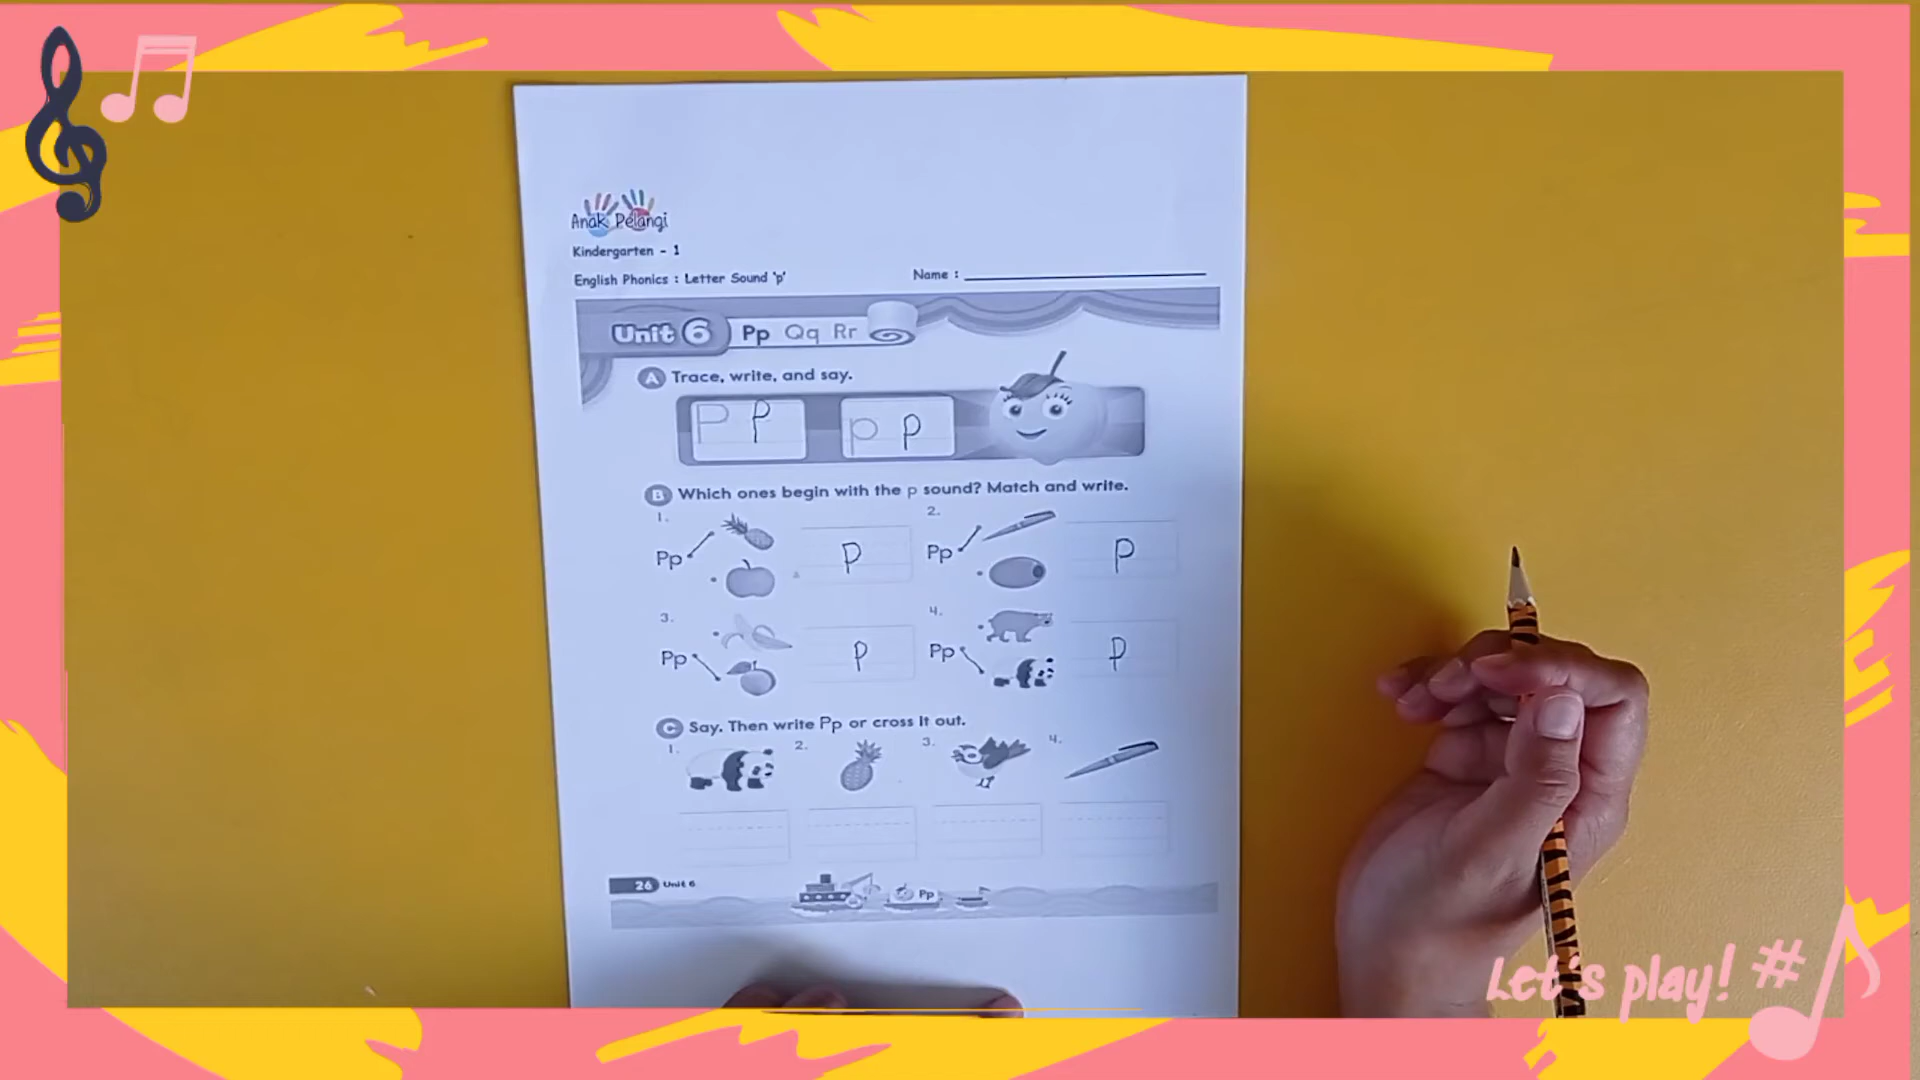 Anak Pelangi
Kindergarten - 1
English Phonics : Letter Sound 'p'
Name :
Unit 6 Pp Qq Rr
A Trace, write, and say.
P P p p
B Which ones begin with the p sound? Match and write.
1. 2.
Pp P Pp P
3. 4.
Pp P Pp P
C Say. Then write Pp or cross it out.
1. 2. 3. 4.
26 Unit 6
Pp
Let's play! #